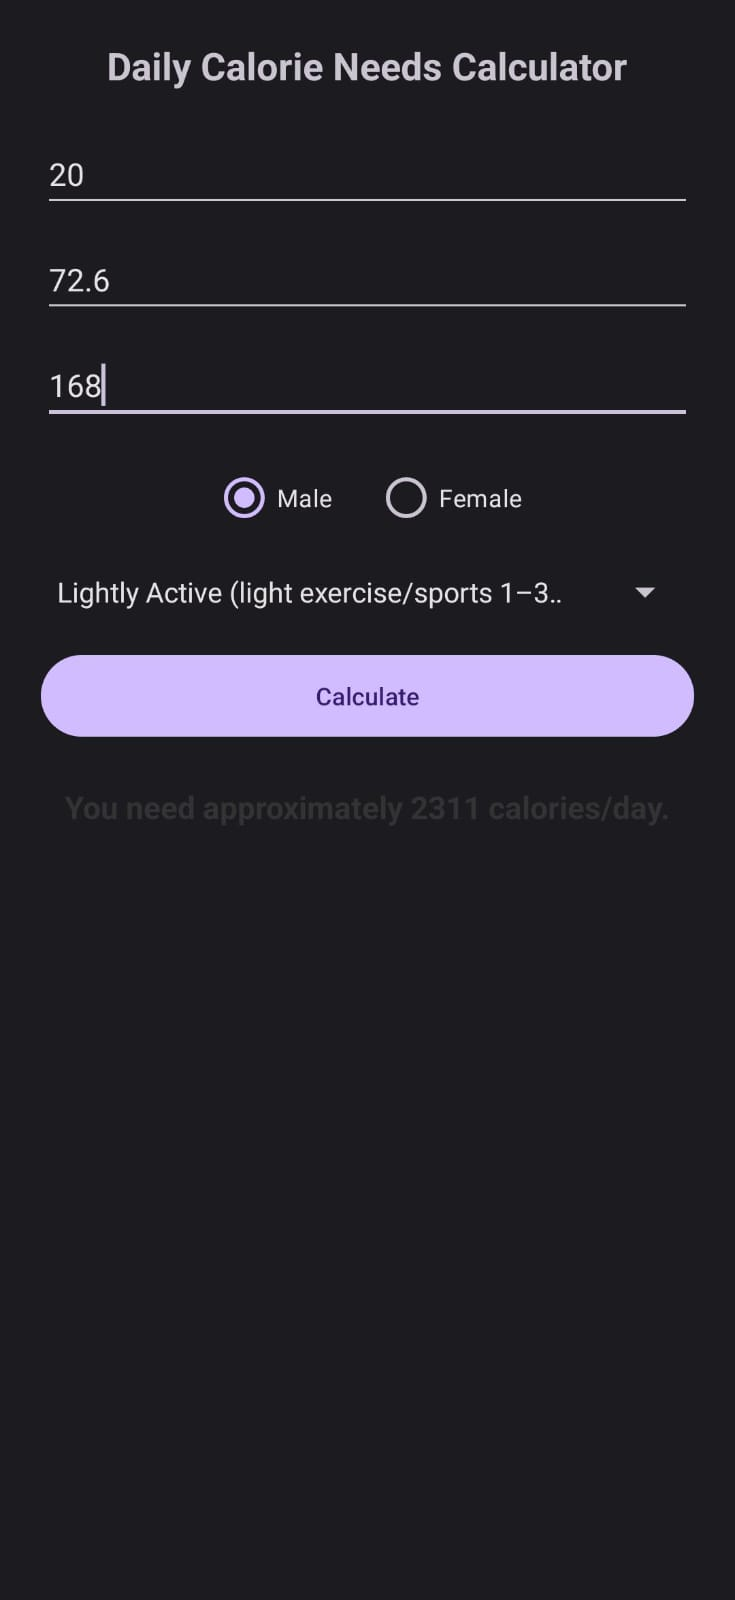 Daily Calorie Needs Calculator
20
72.6
168
Male Female
Lightly Active (light exercise/sports 1–3..
Calculate
You need approximately 2311 calories/day.